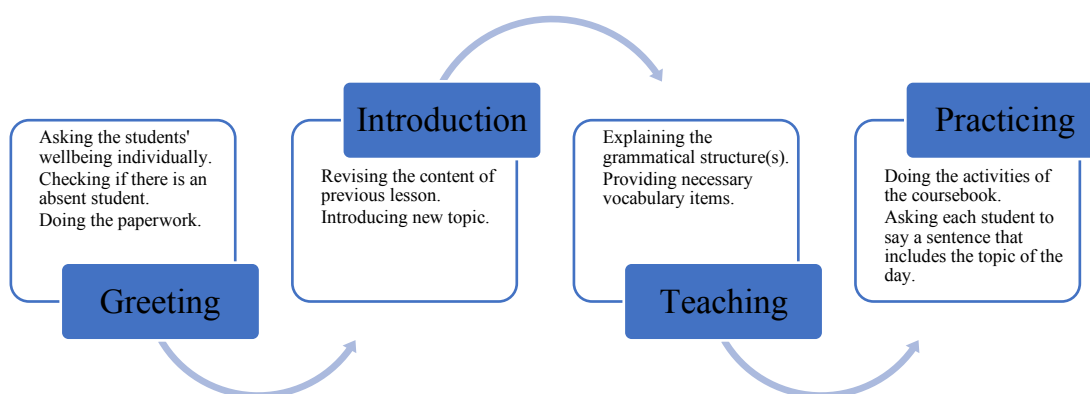 Asking the students'
wellbeing individually.
Checking if there is an
absent student.
Doing the paperwork.
Greeting
Introduction
Revising the content of
previous lesson.
Introducing new topic.
Explaining the
grammatical structure(s).
Providing necessary
vocabulary items.
Teaching
Practicing
Doing the activities of
the coursebook.
Asking each student to
say a sentence that
includes the topic of the
day.